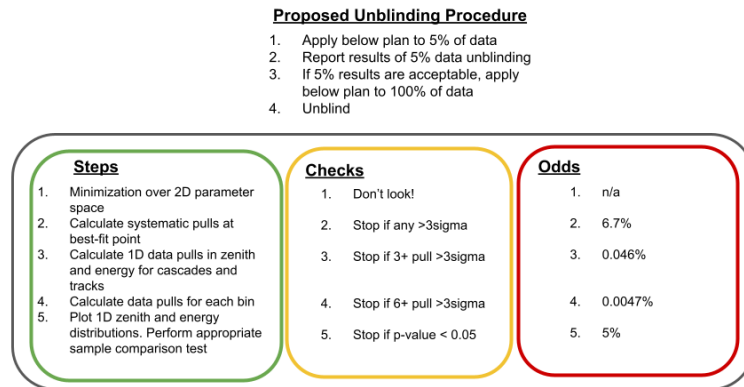 Proposed Unblinding Procedure
1. Apply below plan to 5% of data
2. Report results of 5% data unblinding
3. If 5% results are acceptable, apply
below plan to 100% of data
4. Unblind
Steps
1. Minimization over 2D parameter
space
2. Calculate systematic pulls at
best-fit point
3. Calculate 1D data pulls in zenith
and energy for cascades and
tracks
4. Calculate data pulls for each bin
5. Plot 1D zenith and energy
distributions. Perform appropriate
sample comparison test
Checks
1. Don't look!
2. Stop if any >3sigma
3. Stop if 3+ pull >3sigma
4. Stop if 6+ pull >3sigma
5. Stop if p-value < 0.05
Odds
1. n/a
2. 6.7%
3. 0.046%
4. 0.0047%
5. 5%